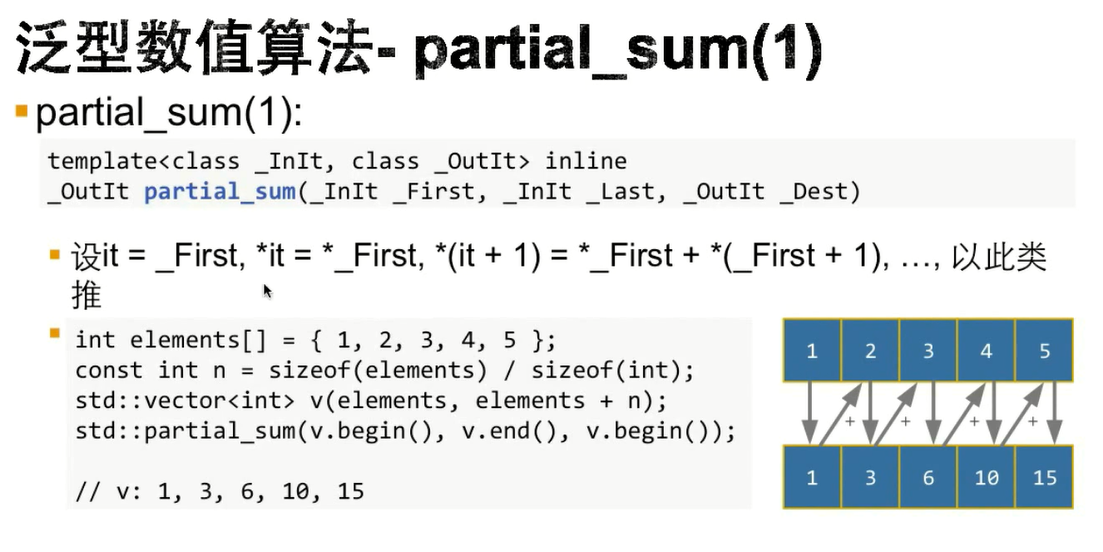 泛型数值算法- partial_sum(1)
partial_sum(1):
template<class _InIt, class _OutIt> inline
_OutIt partial_sum(_InIt _First, _InIt _Last, _OutIt _Dest)
设it = _First, *it = *_First, *(it + 1) = *_First + *(_First + 1), …, 以此类
推
int elements[] = { 1, 2, 3, 4, 5 };
const int n = sizeof(elements) / sizeof(int);
std::vector<int> v(elements, elements + n);
std::partial_sum(v.begin(), v.end(), v.begin());
// v: 1, 3, 6, 10, 15
1 2 3 4 5
+ + + +
1 3 6 10 15